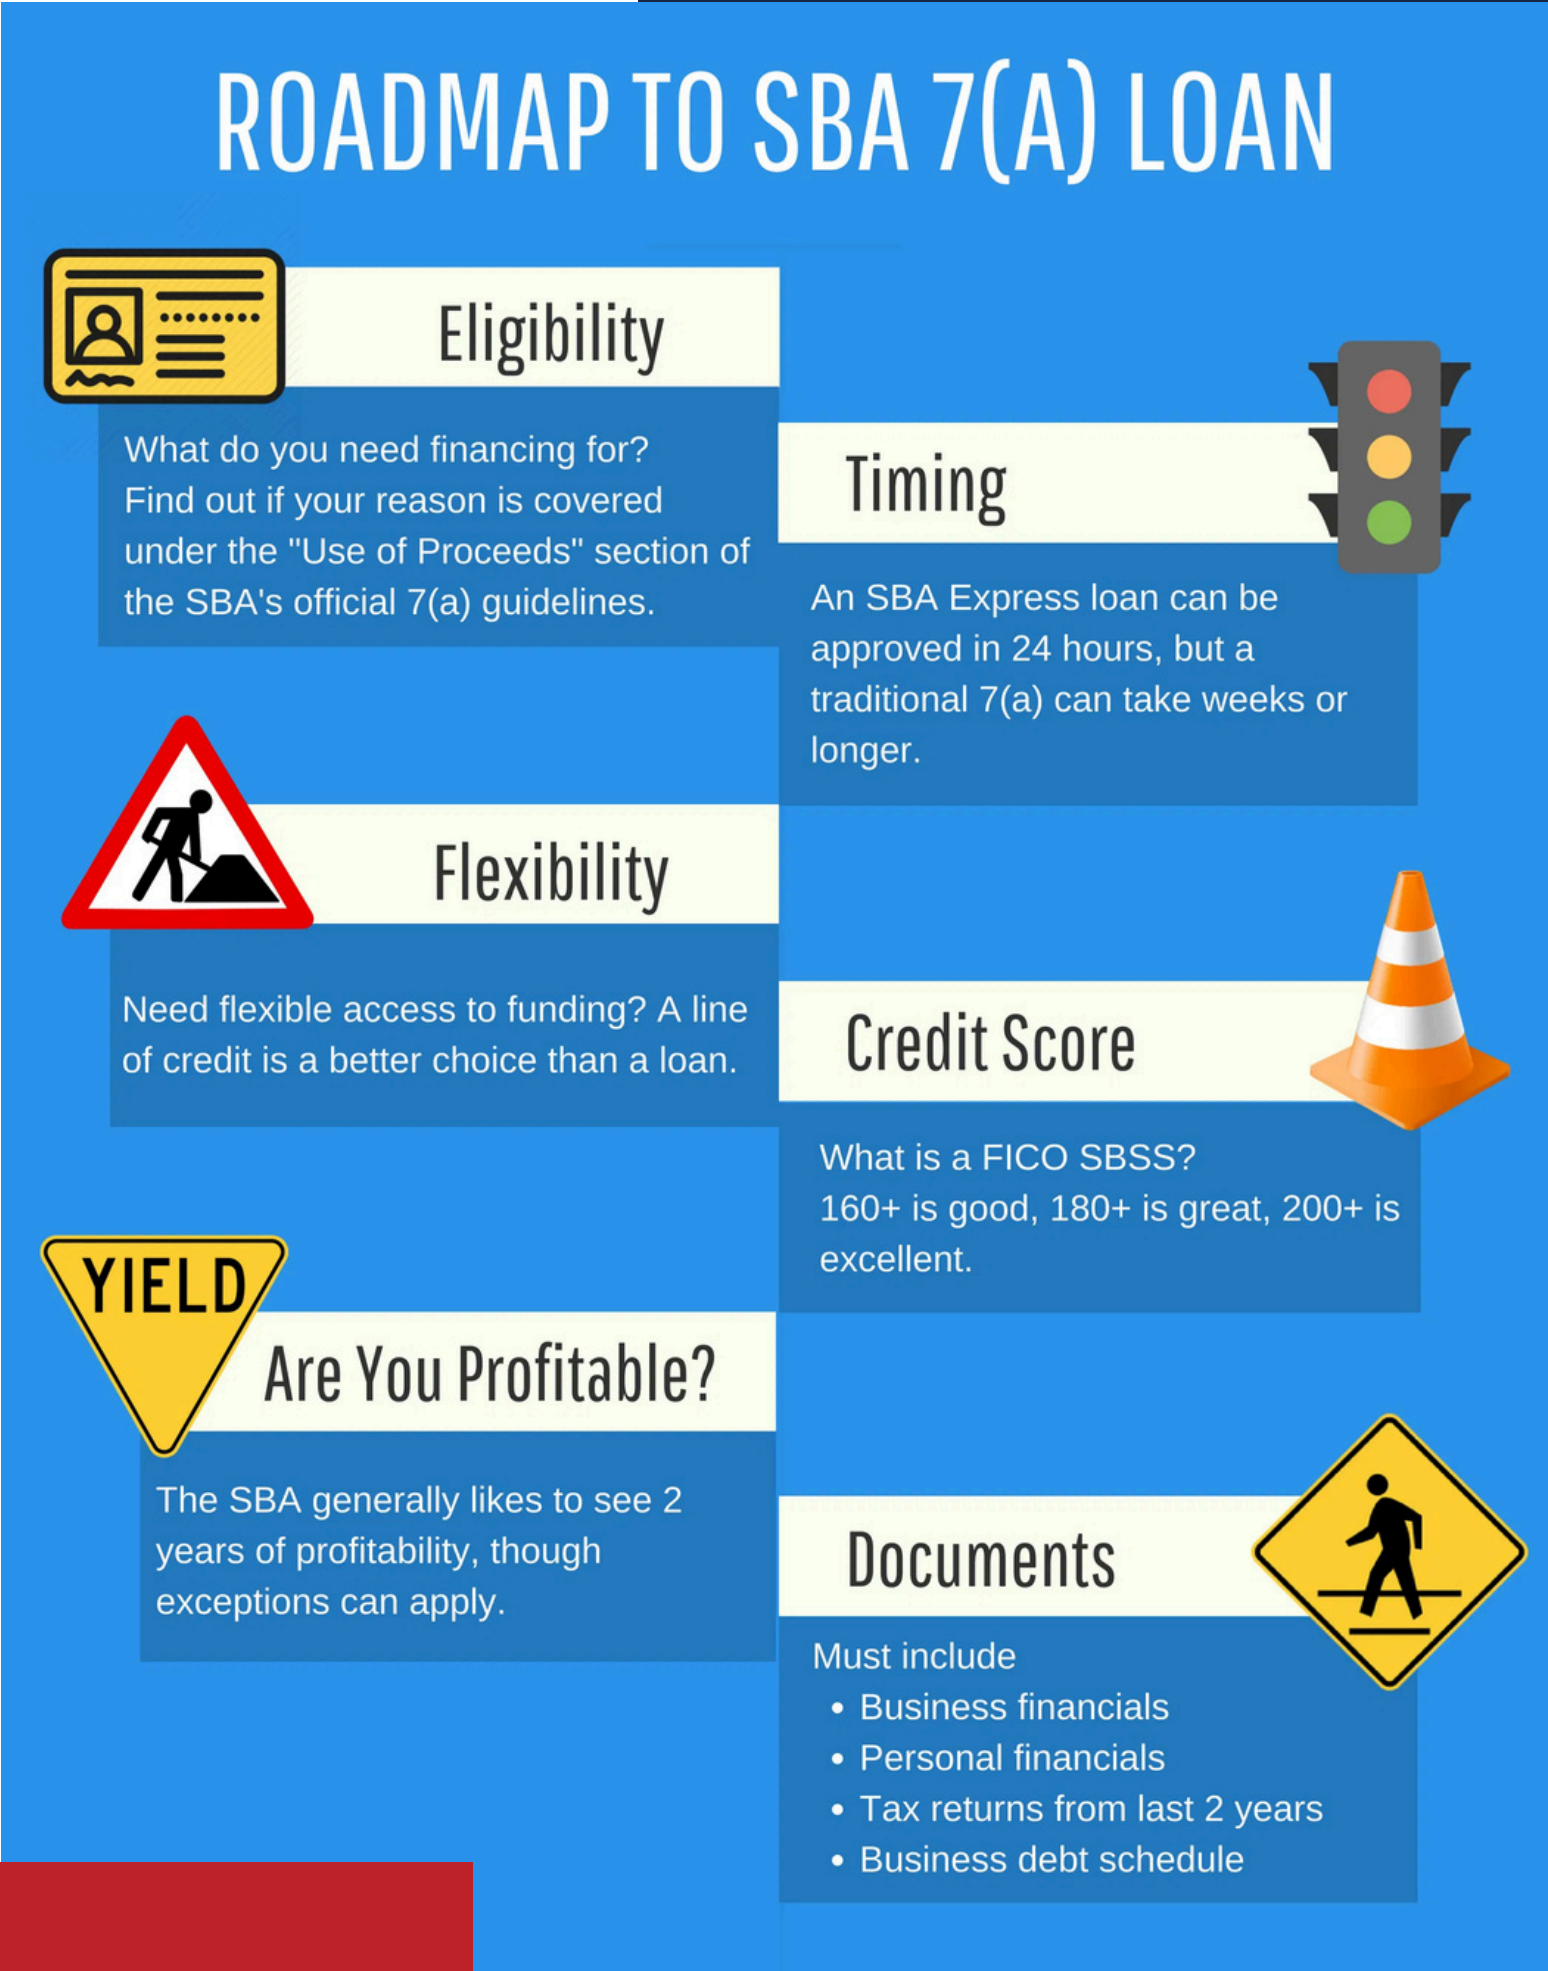 ROADMAP TO SBA 7(A) LOAN
Eligibility
What do you need financing for?
Find out if your reason is covered
under the "Use of Proceeds" section of
the SBA's official 7(a) guidelines.
Timing
An SBA Express loan can be
approved in 24 hours, but a
traditional 7(a) can take weeks or
longer.
Flexibility
Need flexible access to funding? A line
of credit is a better choice than a loan.
Credit Score
What is a FICO SBSS?
160+ is good, 180+ is great, 200+ is
excellent.
YIELD
Are You Profitable?
The SBA generally likes to see 2
years of profitability, though
exceptions can apply.
Documents
Must include
• Business financials
• Personal financials
• Tax returns from last 2 years
• Business debt schedule